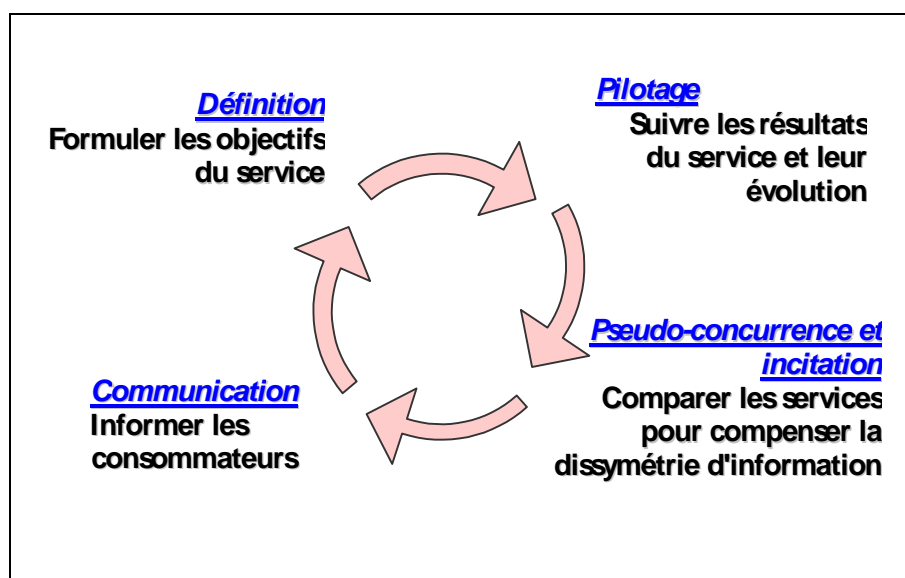 Définition
Formuler les objectifs
du service
Pilotage
Suivre les résultats
du service et leur
évolution
Pseudo-concurrence et
incitation
Comparer les services
pour compenser la
dissymétrie d'information
Communication
Informer les
consommateurs